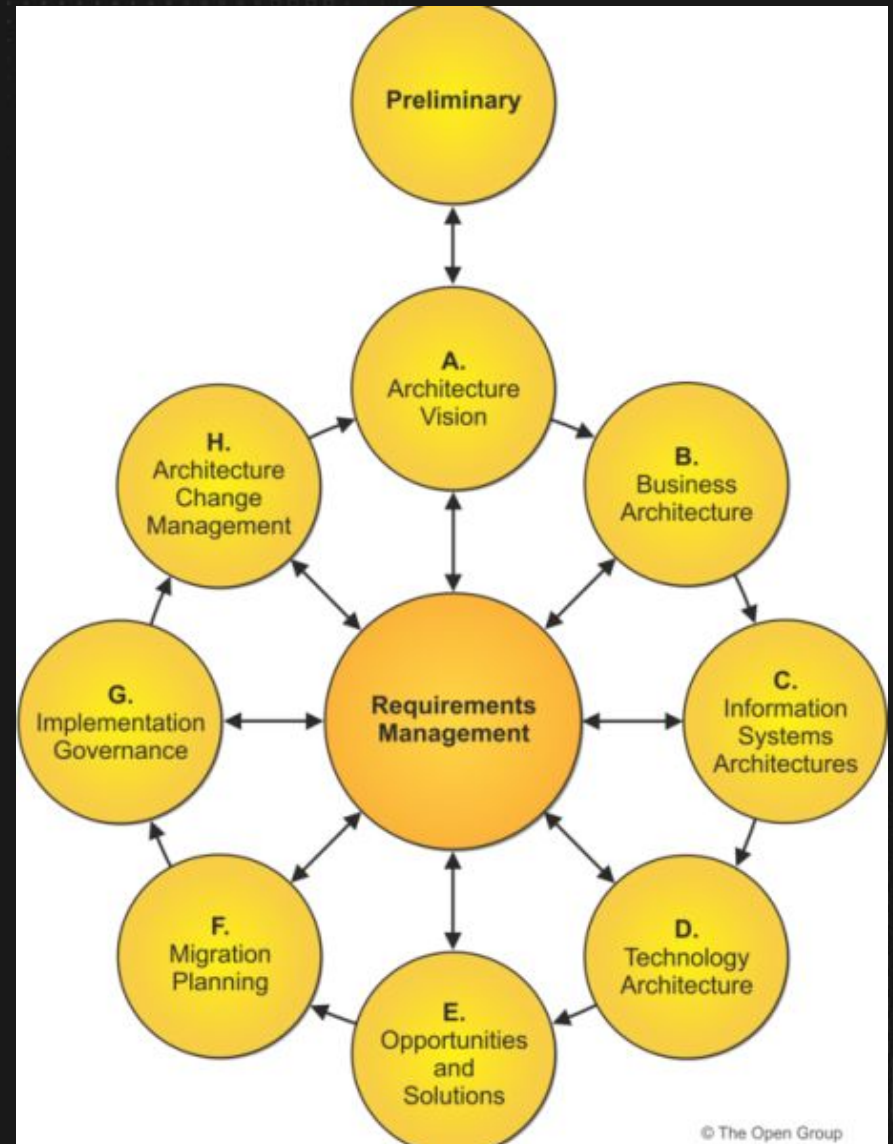 Preliminary
A.
Architecture
Vision
B.
Business
Architecture
C.
Information
Systems
Architectures
D.
Technology
Architecture
E.
Opportunities
and
Solutions
F.
Migration
Planning
G.
Implementation
Governance
H.
Architecture
Change
Management
Requirements
Management
© The Open Group